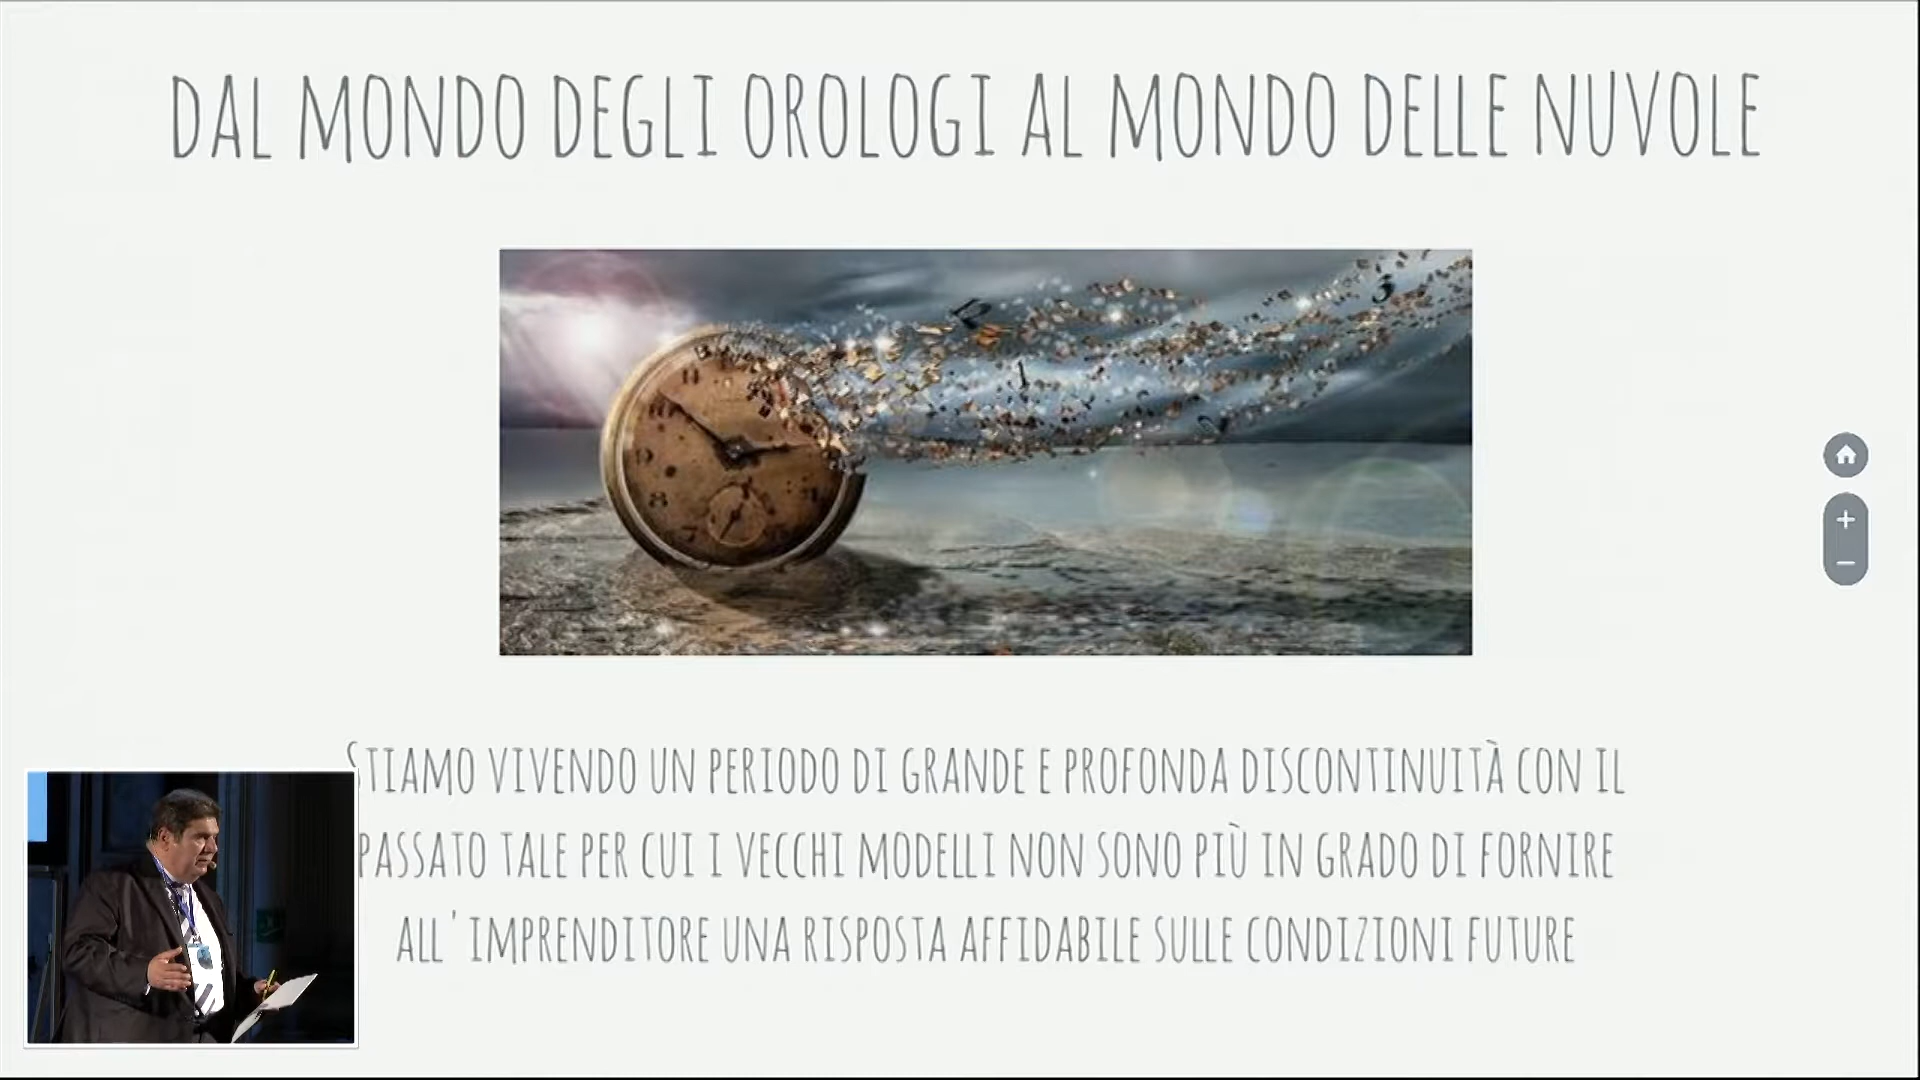 DAL MONDO DEGLI OROLOGI AL MONDO DELLE NUVOLE
STIAMO VIVENDO UN PERIODO DI GRANDE E PROFONDA DISCONTINUITÀ CON IL
PASSATO TALE PER CUI I VECCHI MODELLI NON SONO PIÙ IN GRADO DI FORNIRE
ALL'IMPRENDITORE UNA RISPOSTA AFFIDABILE SULLE CONDIZIONI FUTURE